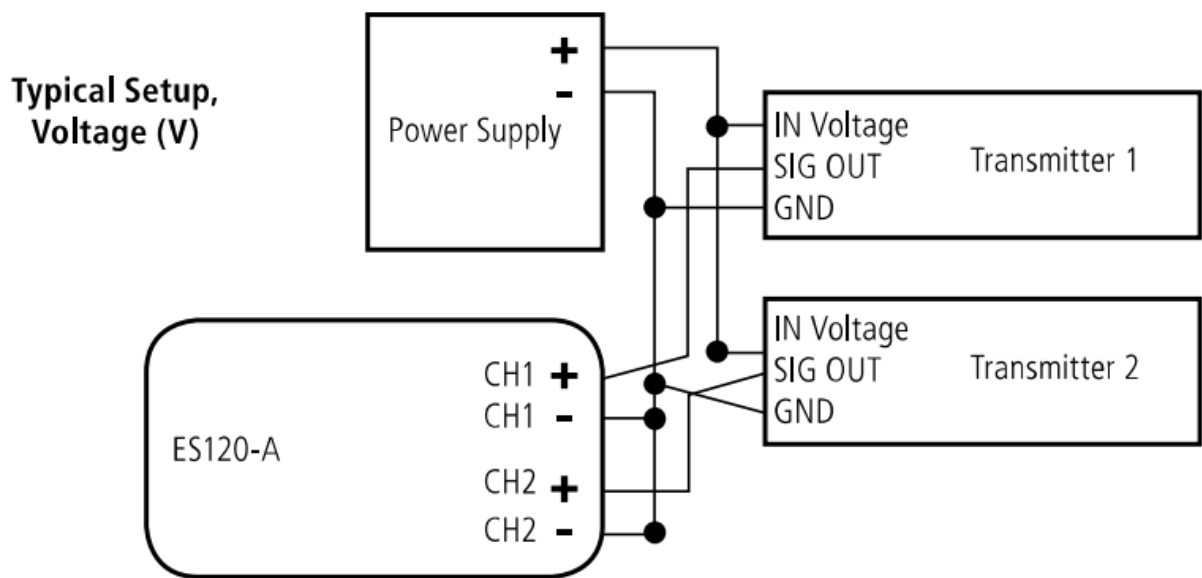 Typical Setup,
Voltage (V)
+
-
Power Supply
IN Voltage
SIG OUT
GND
Transmitter 1
IN Voltage
SIG OUT
GND
Transmitter 2
ES120-A
CH1 +
CH1 -
CH2 +
CH2 -